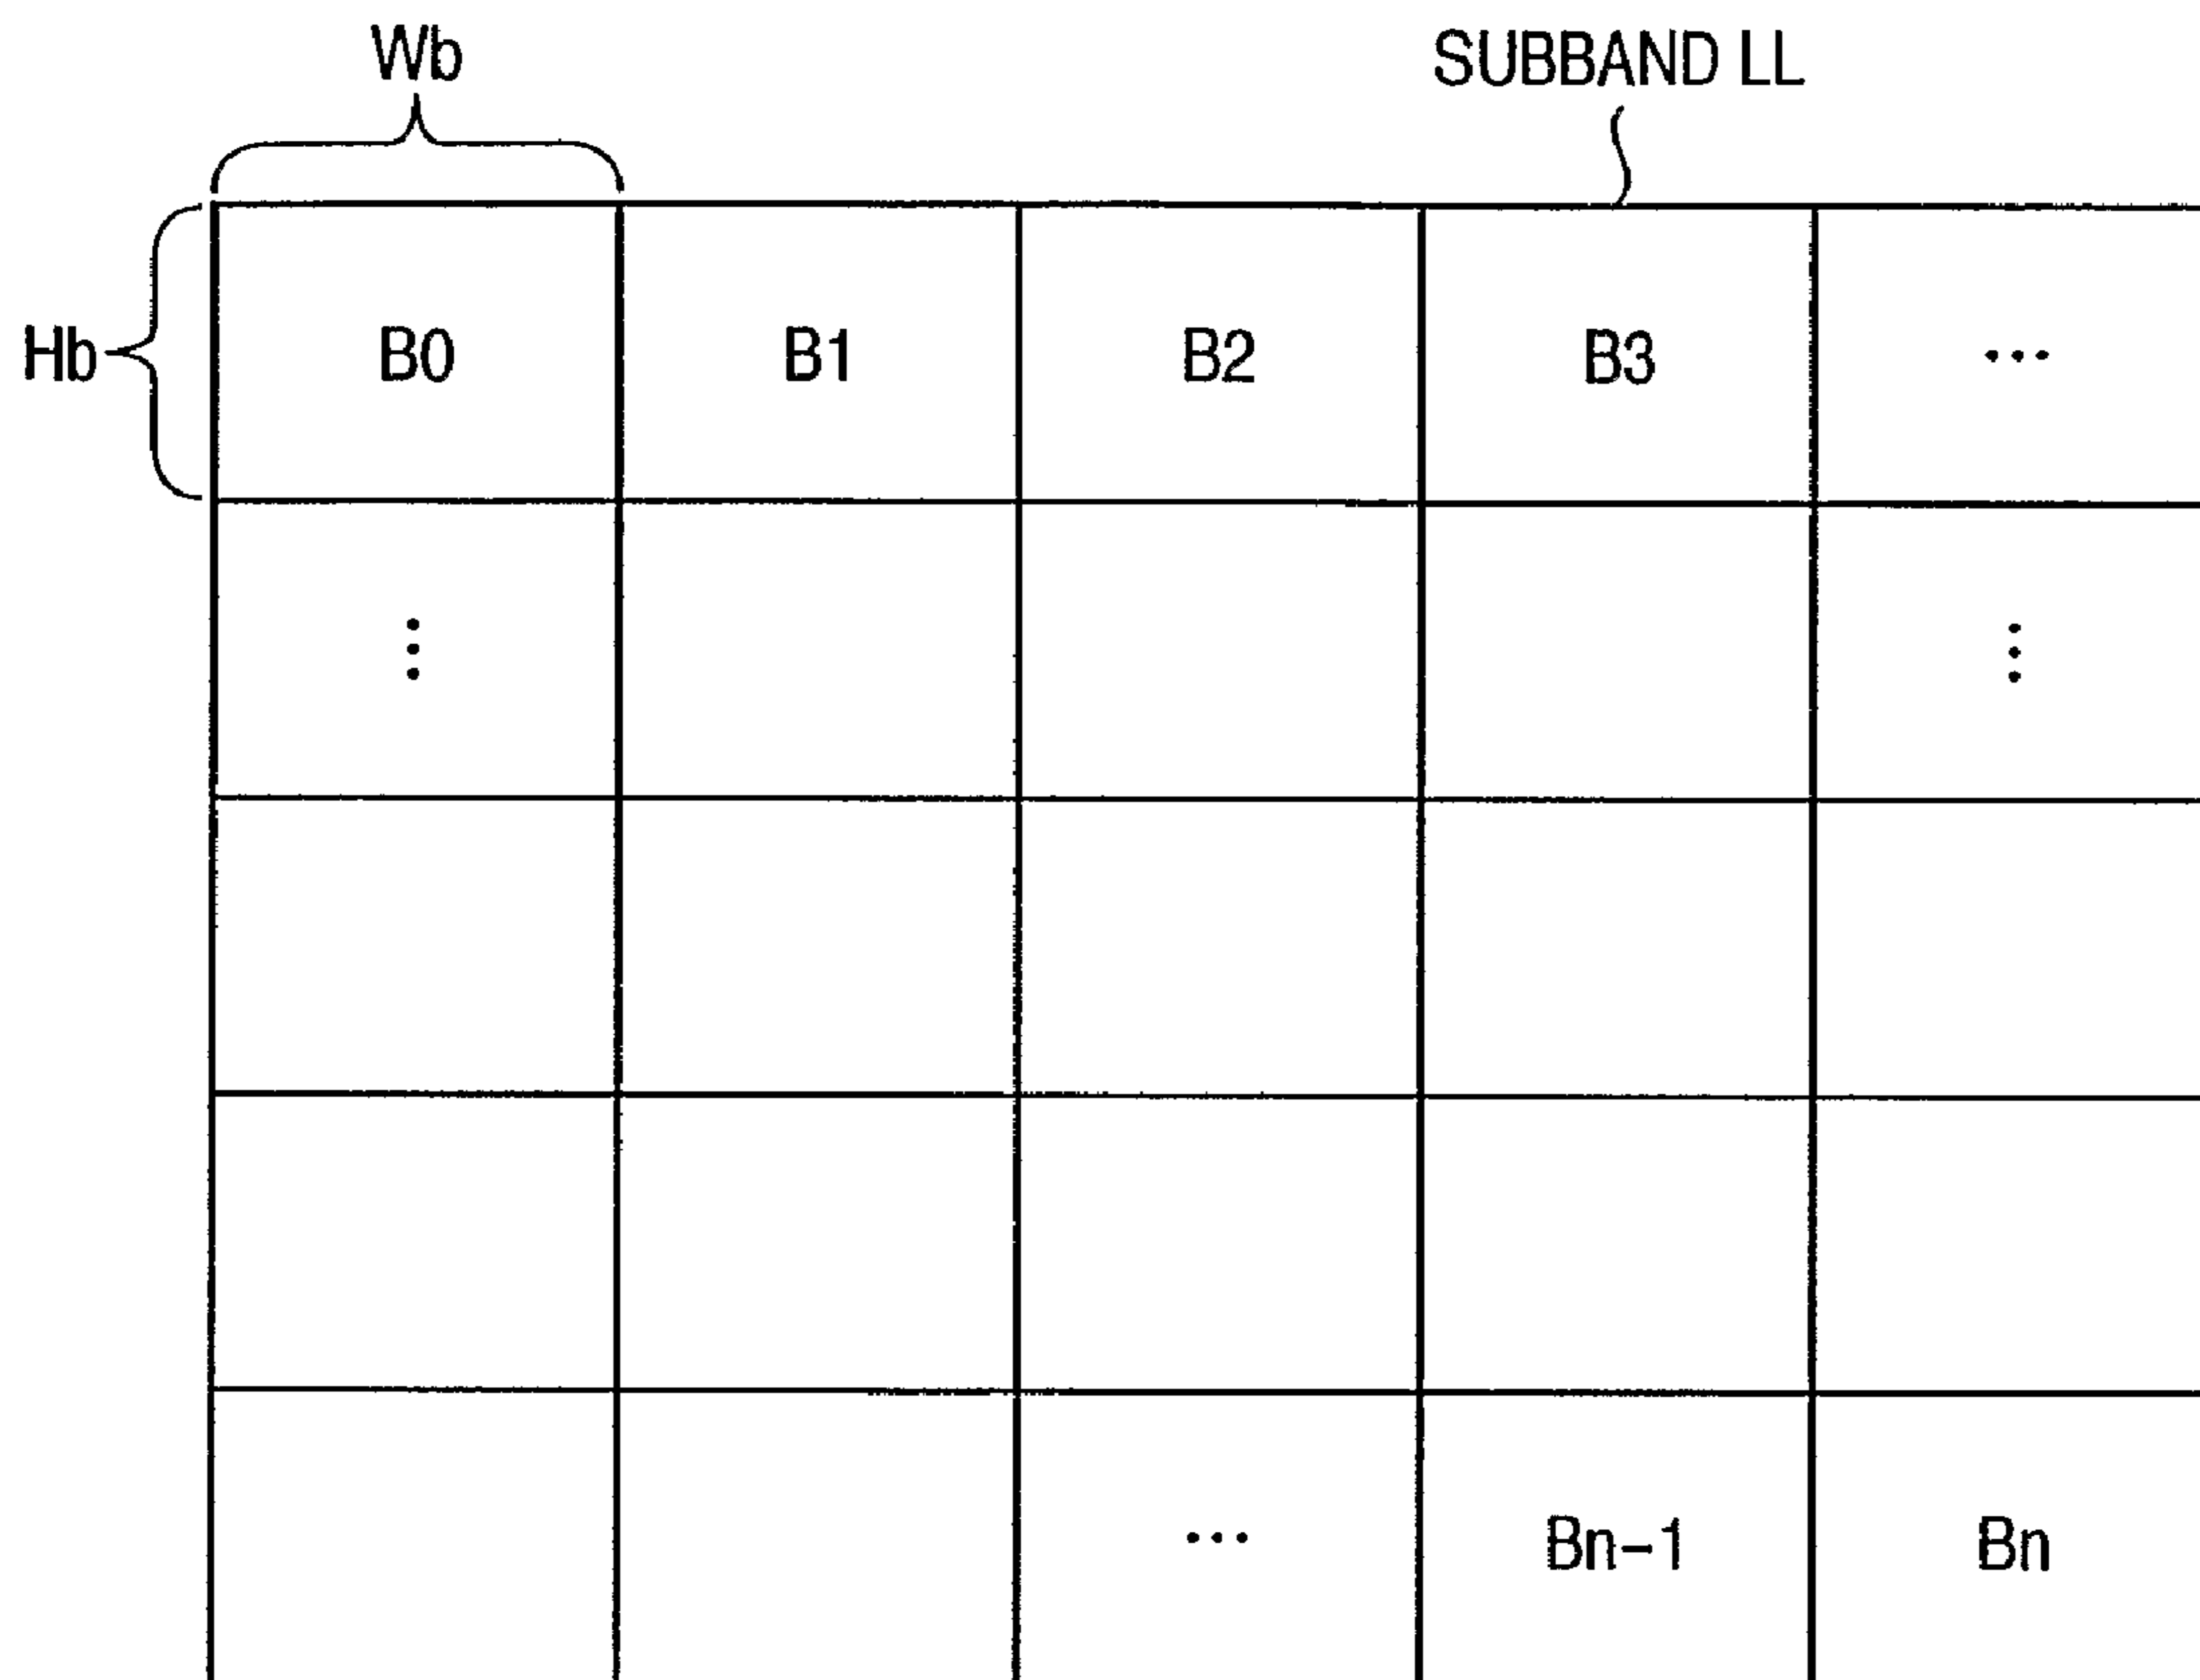 Wb
SUBBAND LL
Hb
B0 B1 B2 B3 ...
⋮ ⋮
... Bn-1 Bn